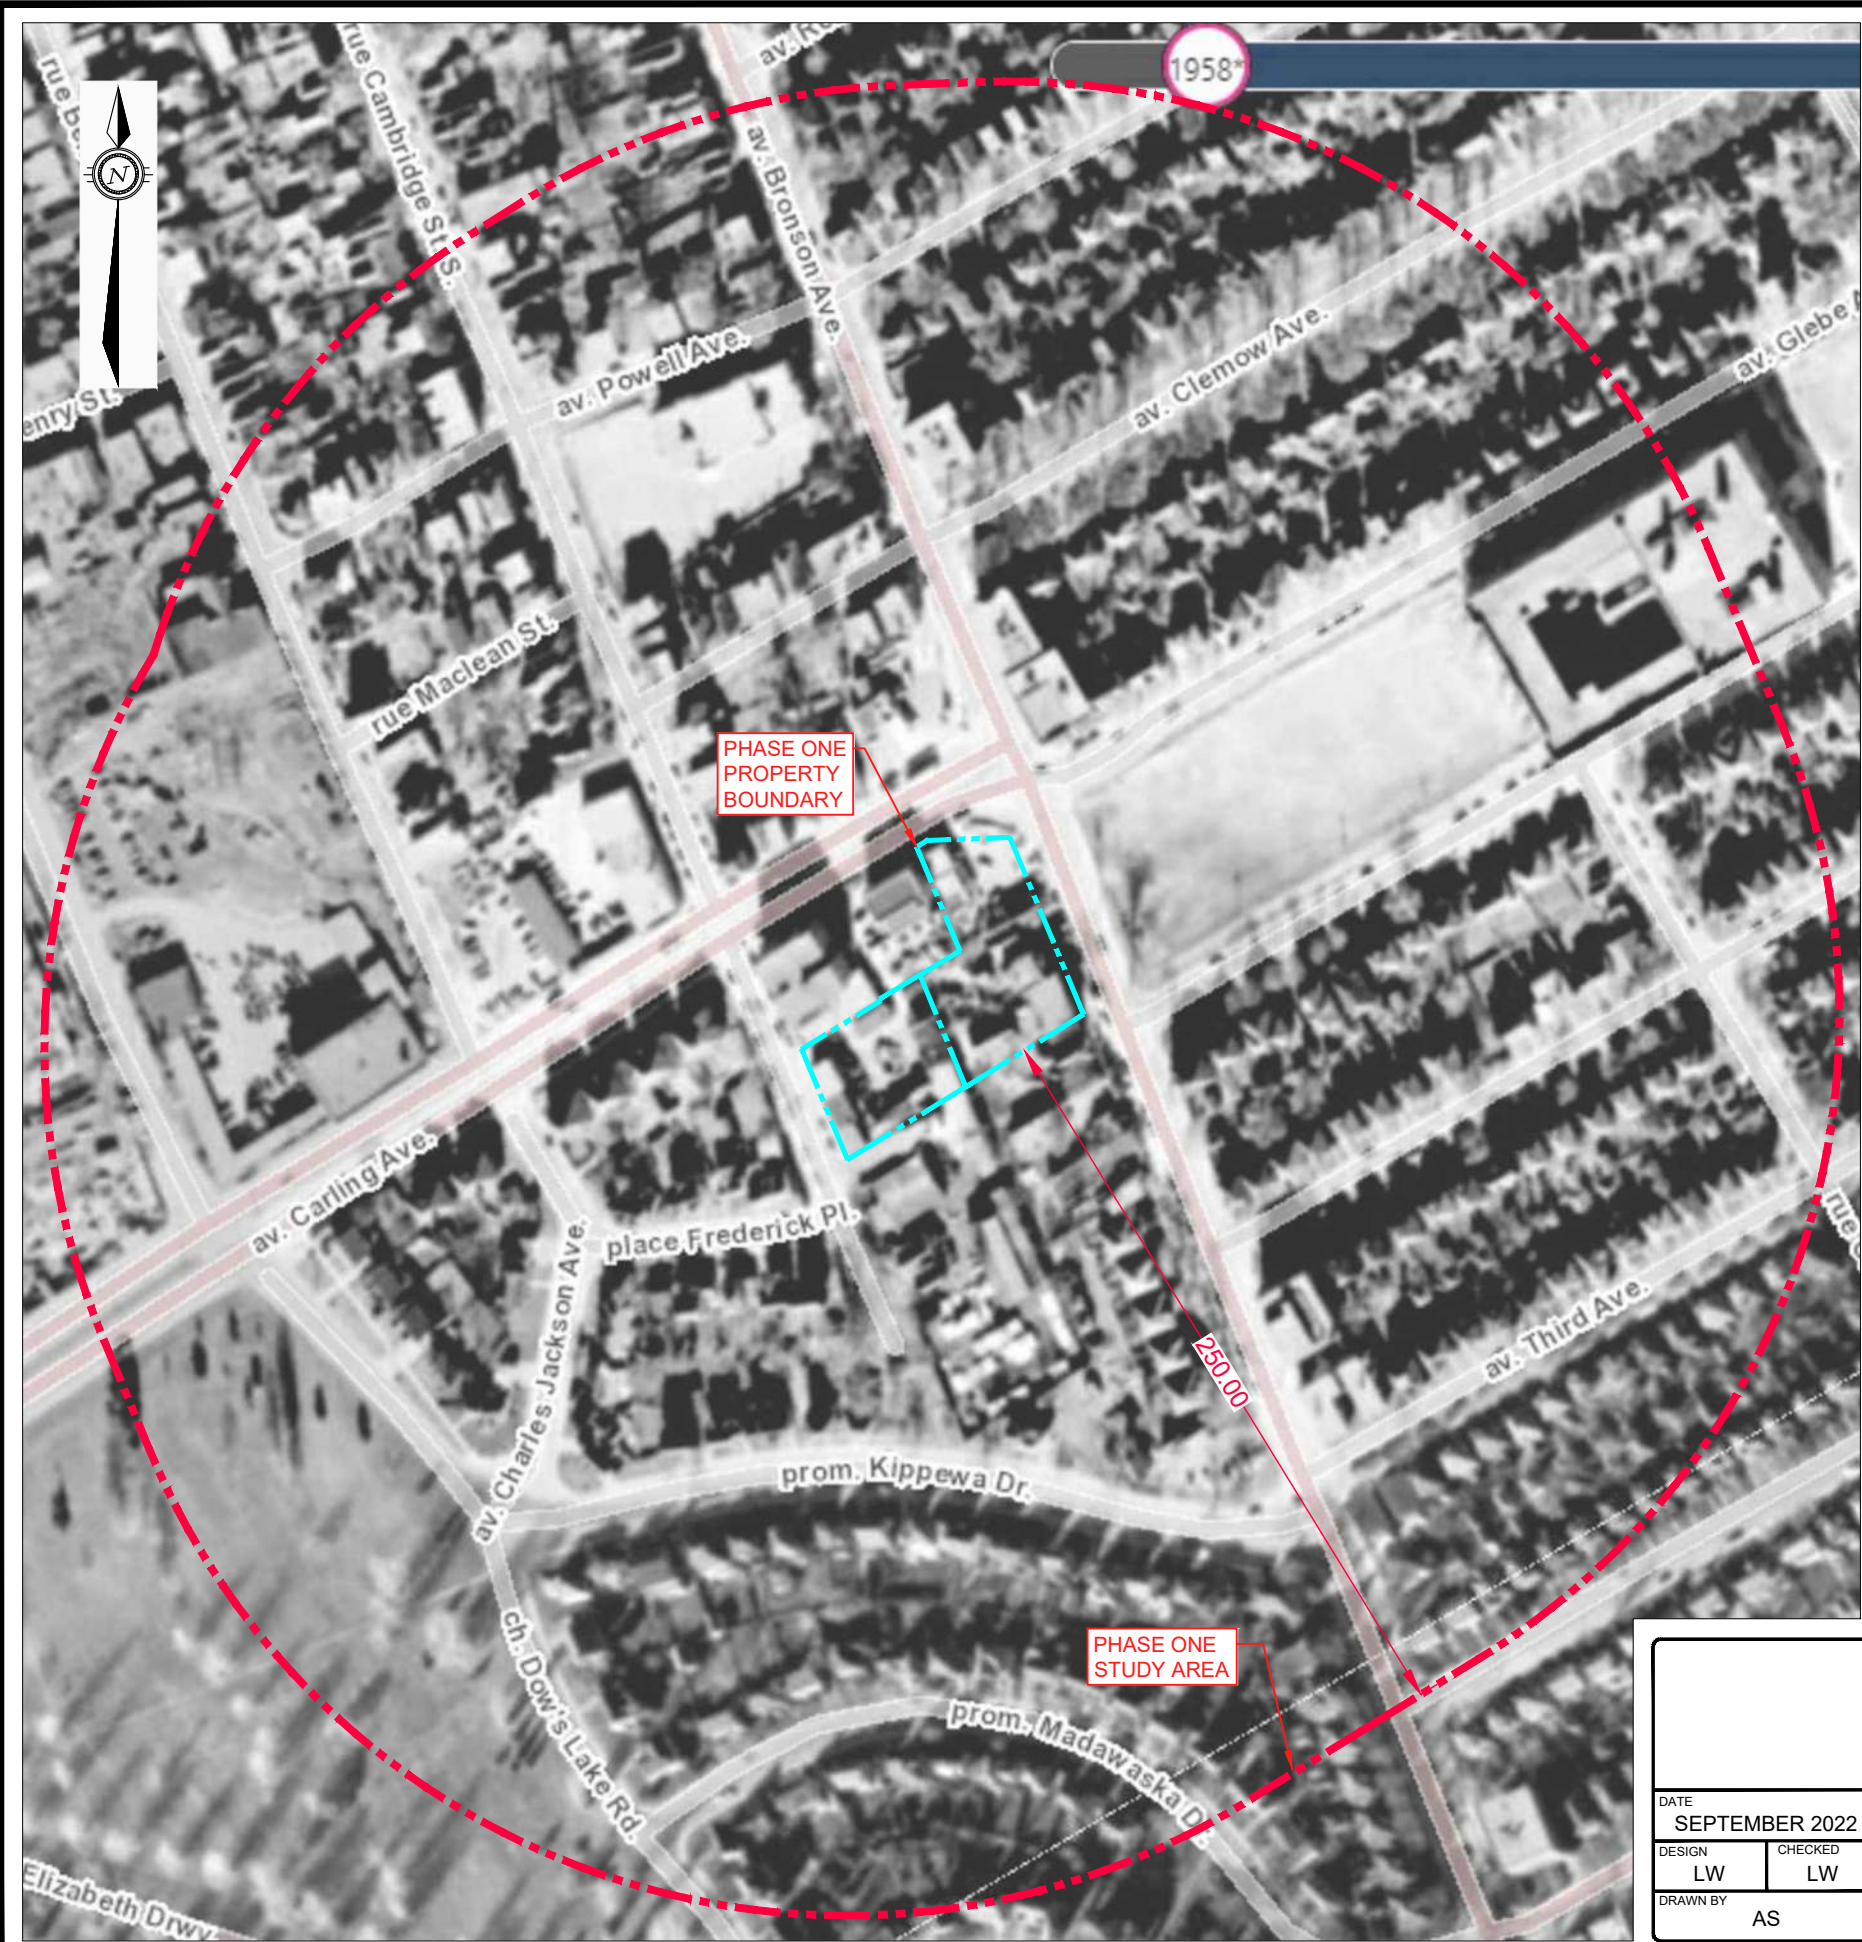 1958*
rue Cambridge St. S.
av. Bronson Ave.
N
av. Powell Ave.
av. Clemow Ave.
av. Glebe
enry St.
rue Maclean St.
PHASE ONE
PROPERTY
BOUNDARY
av. Carling Ave.
place Frederick Pl.
av. Charles Jackson Ave.
250.00
av. Third Ave.
rue
prom. Kippewa Dr.
ch. Dow's Lake Rd.
PHASE ONE
STUDY AREA
prom. Madawaska Dr.
Elizabeth Drwy
DATE
SEPTEMBER 2022
DESIGN
LW
CHECKED
LW
DRAWN BY
AS